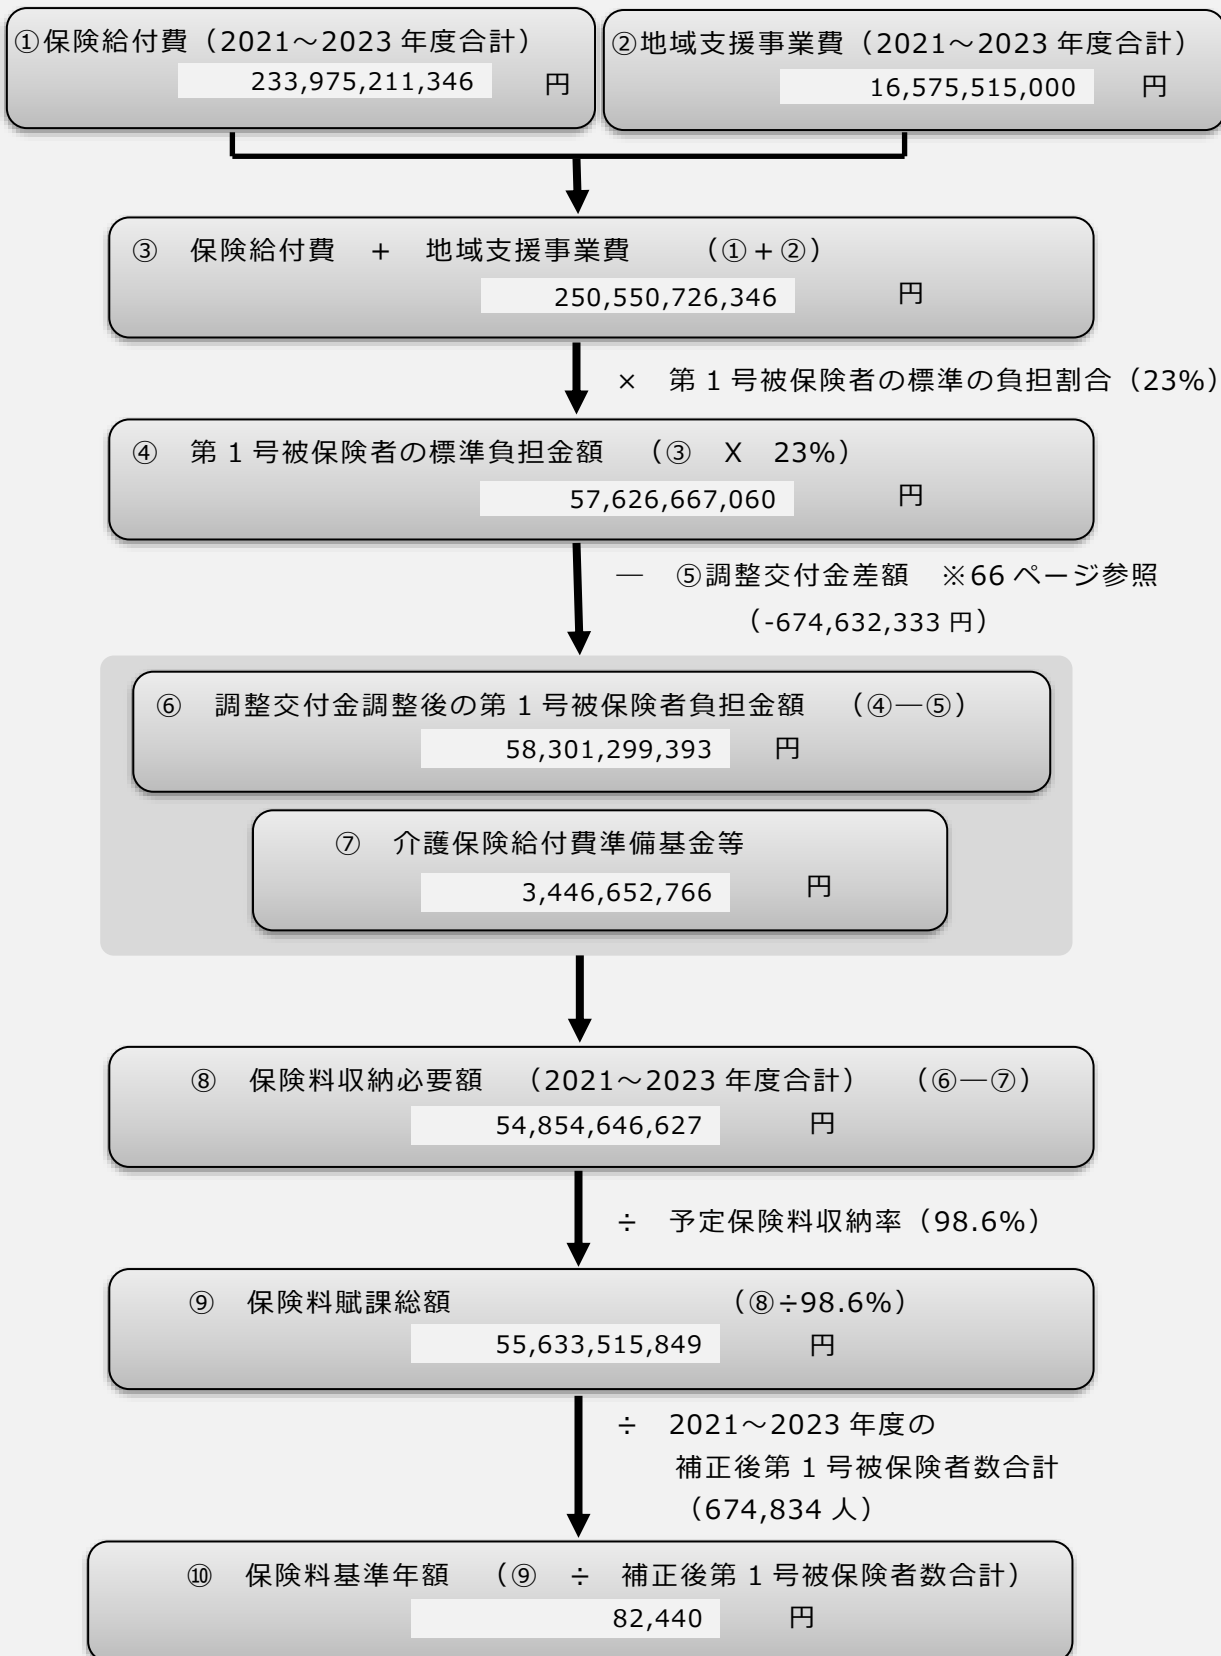 ①保険給付費（2021～2023 年度合計）
233,975,211,346 円
②地域支援事業費（2021～2023 年度合計）
16,575,515,000 円
③ 保険給付費 + 地域支援事業費 （①+②）
250,550,726,346 円
× 第 1 号被保険者の標準の負担割合（23%）
④ 第 1 号被保険者の標準負担金額 （③ X 23%）
57,626,667,060 円
― ⑤調整交付金差額 ※66 ページ参照
（-674,632,333 円）
⑥ 調整交付金調整後の第 1 号被保険者負担金額 （④―⑤）
58,301,299,393 円
⑦ 介護保険給付費準備基金等
3,446,652,766 円
⑧ 保険料収納必要額 （2021～2023 年度合計） （⑥―⑦）
54,854,646,627 円
÷ 予定保険料収納率（98.6%）
⑨ 保険料賦課総額 （⑧÷98.6%）
55,633,515,849 円
÷ 2021～2023 年度の
補正後第 1 号被保険者数合計
（674,834 人）
⑩ 保険料基準年額 （⑨ ÷ 補正後第 1 号被保険者数合計）
82,440 円